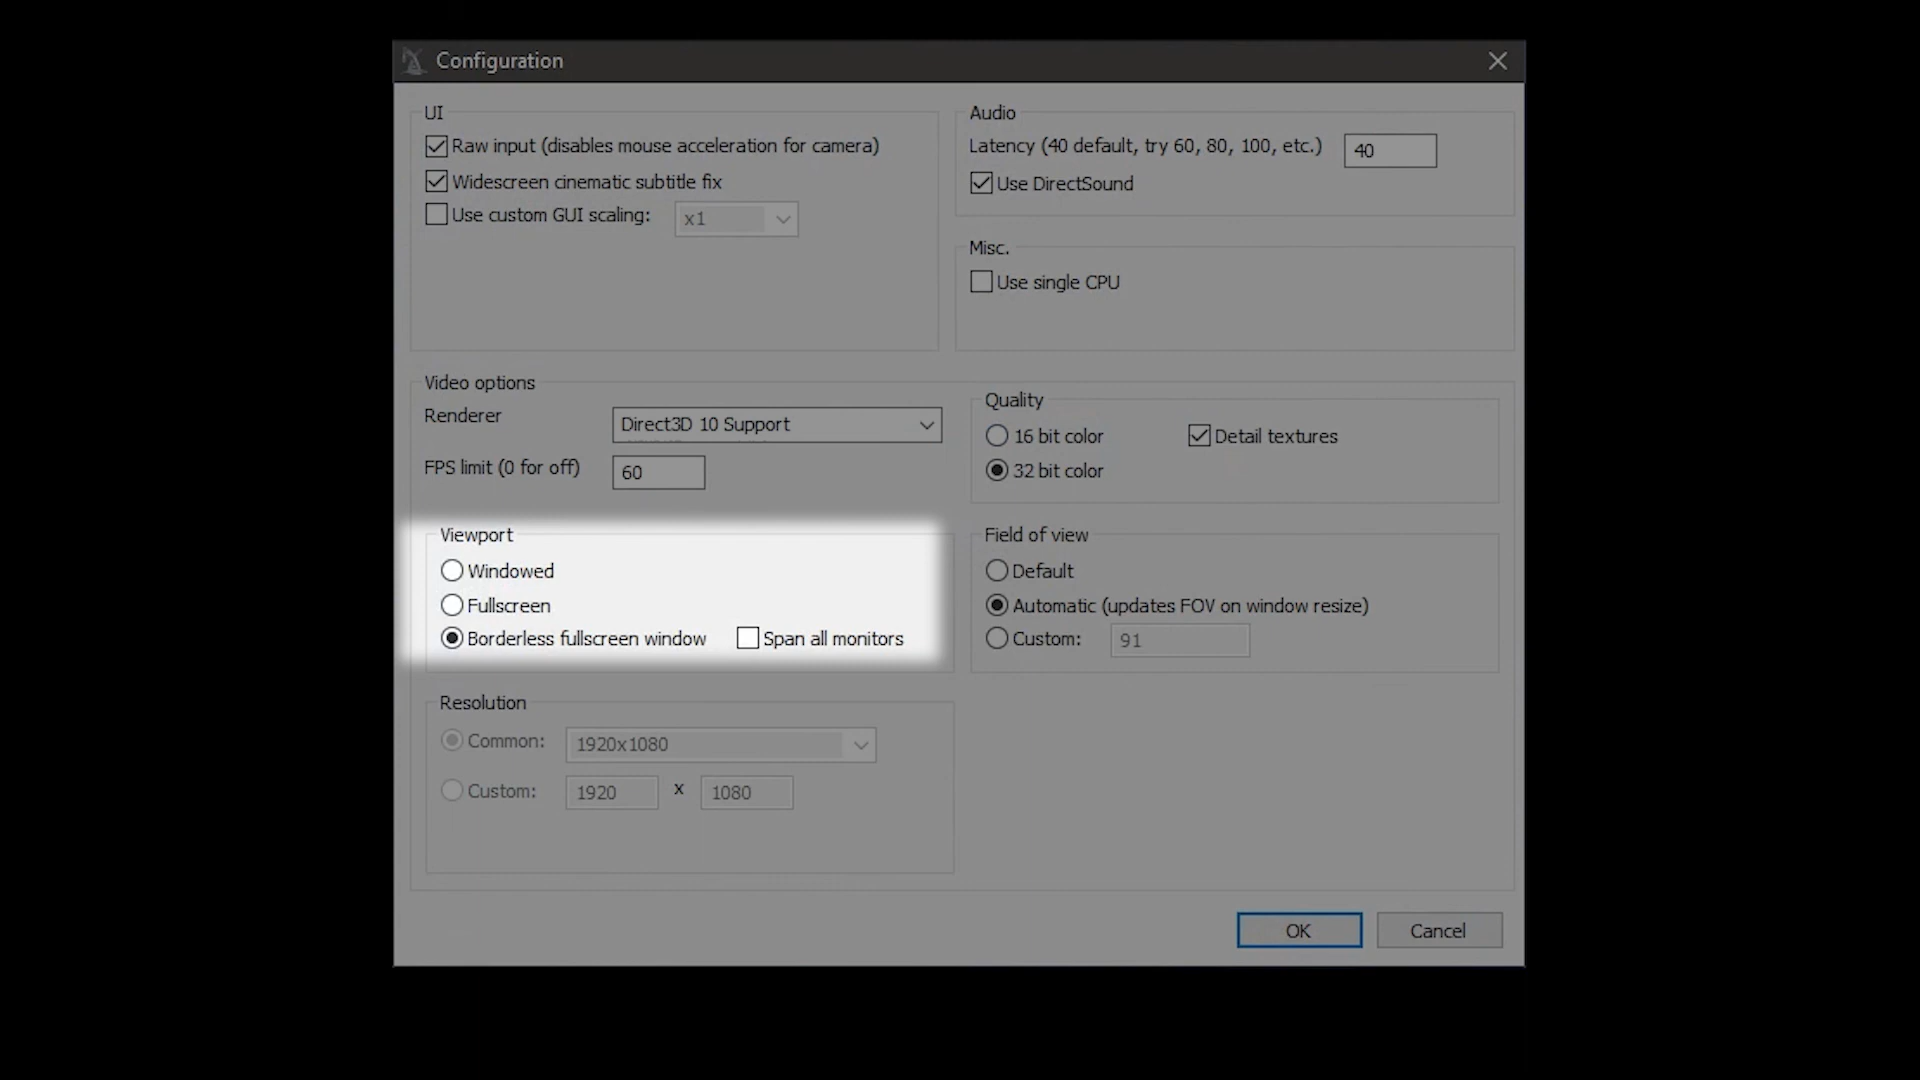 Configuration
UI
Raw input (disables mouse acceleration for camera)
Widescreen cinematic subtitle fix
Use custom GUI scaling: x1
Audio
Latency (40 default, try 60, 80, 100, etc.) 40
Use DirectSound
Misc.
Use single CPU
Video options
Renderer Direct3D 10 Support
FPS limit (0 for off) 60
Quality
16 bit color Detail textures
32 bit color
Viewport
Windowed
Fullscreen
Borderless fullscreen window Span all monitors
Field of view
Default
Automatic (updates FOV on window resize)
Custom: 91
Resolution
Common: 1920x1080
Custom: 1920 x 1080
OK Cancel